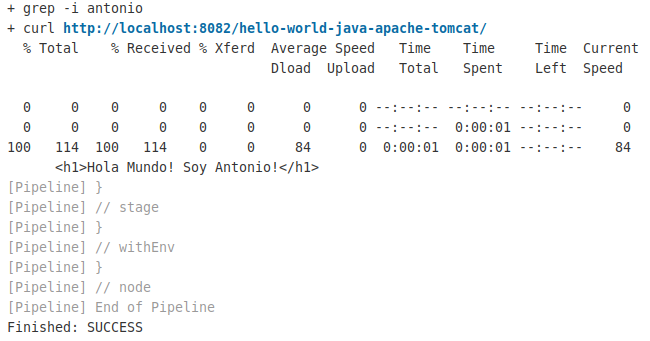 + grep -i antonio
+ curl http://localhost:8082/hello-world-java-apache-tomcat/
  % Total    % Received % Xferd  Average Speed   Time    Time     Time  Current
                                 Dload  Upload   Total   Spent    Left  Speed
  0     0    0     0    0     0      0      0 --:--:-- --:--:-- --:--:--     0
  0     0    0     0    0     0      0      0 --:--:--  0:00:01 --:--:--     0
100   114  100   114    0     0     84      0  0:00:01  0:00:01 --:--:--    84
      <h1>Hola Mundo! Soy Antonio!</h1>
[Pipeline] }
[Pipeline] // stage
[Pipeline] }
[Pipeline] // withEnv
[Pipeline] }
[Pipeline] // node
[Pipeline] End of Pipeline
Finished: SUCCESS